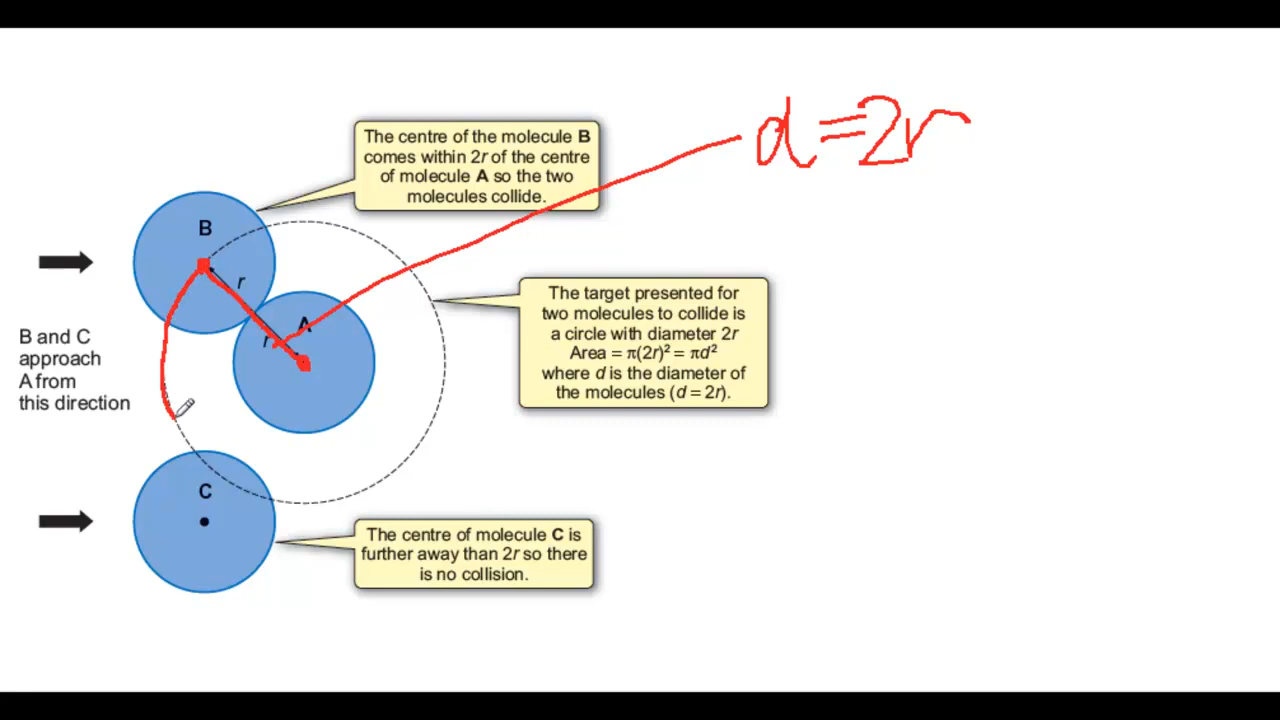 d=2r
The centre of the molecule B
comes within 2r of the centre
of molecule A so the two
molecules collide.
B
r
A
r
The target presented for
two molecules to collide is
a circle with diameter 2r
Area = π(2r)² = πd²
where d is the diameter of
the molecules (d = 2r).
B and C
approach
A from
this direction
C
The centre of molecule C is
further away than 2r so there
is no collision.